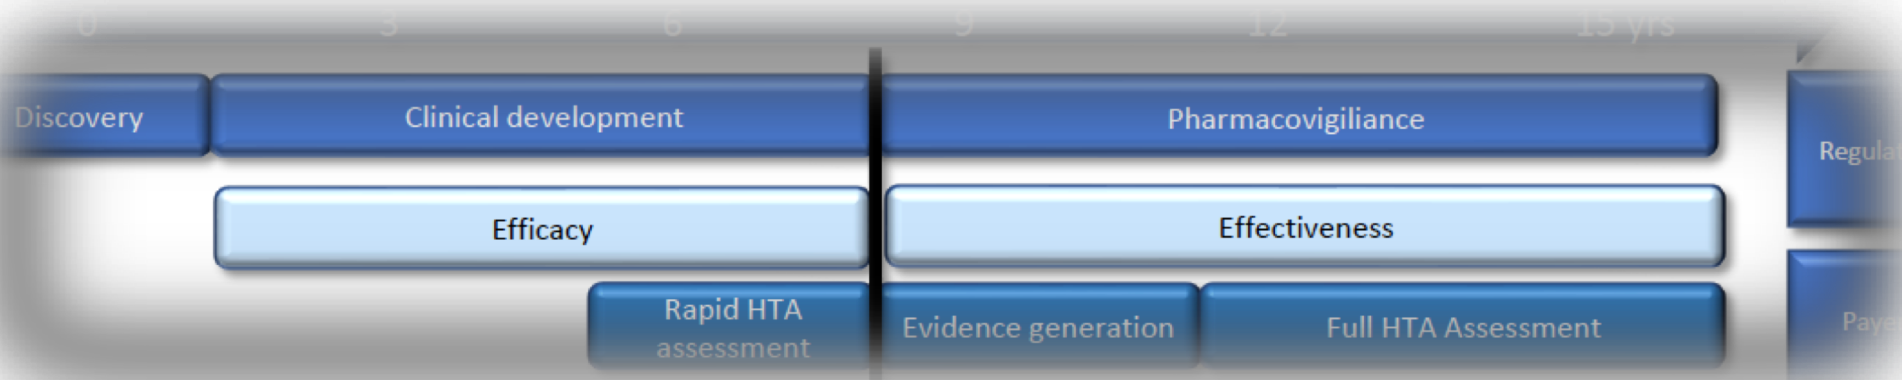 0 3 6 9 12 15 yrs
Discovery Clinical development Pharmacovigiliance
Efficacy Effectiveness
Rapid HTA
assessment
Evidence generation Full HTA Assessment